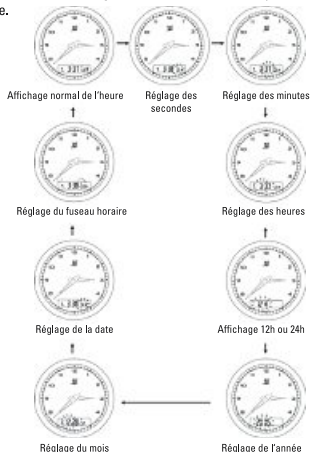 e.
Affichage normal de l'heure
Réglage des
secondes
Réglage des minutes
Réglage du fuseau horaire
Réglage des heures
Réglage de la date
Affichage 12h ou 24h
Réglage du mois
Réglage de l'année